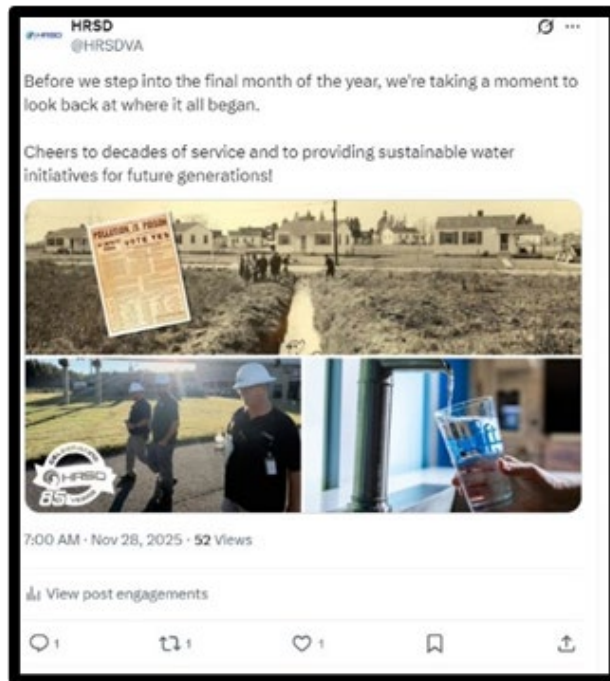 HRSD
HRSD
@HRSDVA
Before we step into the final month of the year, we're taking a moment to
look back at where it all began.
Cheers to decades of service and to providing sustainable water
initiatives for future generations!
POLLUTION IS POISON
VOTE YES
CELEBRATING
HRSD
85
YEARS
7:00 AM · Nov 28, 2025 · 52 Views
View post engagements
1
1
1